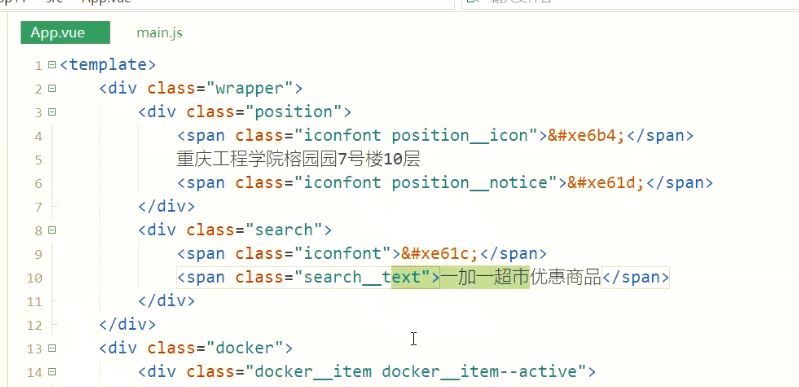 src App.vue
App.vue main.js
1 <template>
2 <div class="wrapper">
3 <div class="position">
4 <span class="iconfont position__icon">&#xe6b4;</span>
5 重庆工程学院榕园园7号楼10层
6 <span class="iconfont position__notice">&#xe61d;</span>
7 </div>
8 <div class="search">
9 <span class="iconfont">&#xe61c;</span>
10 <span class="search__text">一加一超市优惠商品</span>
11 </div>
12 </div>
13 <div class="docker">
14 <div class="docker__item docker__item--active">